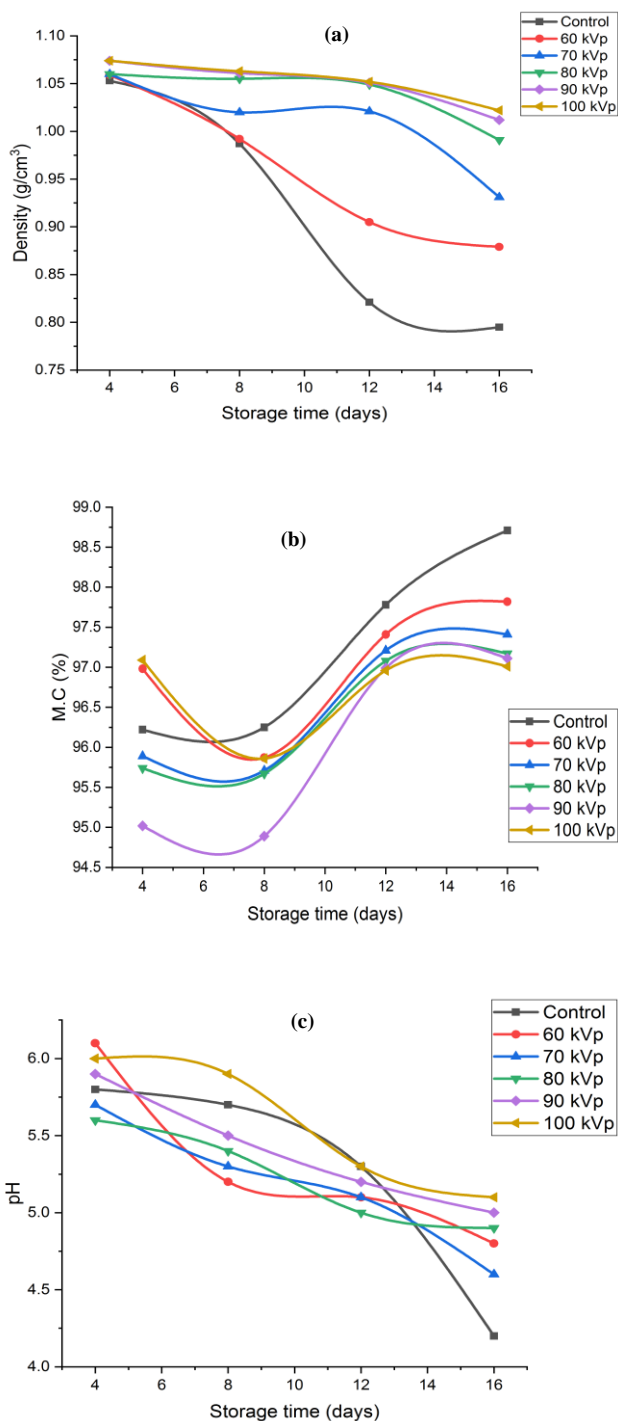 (a)
Control
60 kVp
70 kVp
80 kVp
90 kVp
100 kVp
1.10
1.05
1.00
0.95
0.90
0.85
0.80
0.75
Density (g/cm³)
4 6 8 10 12 14 16
Storage time (days)
(b)
99.0
98.5
98.0
97.5
97.0
96.5
96.0
95.5
95.0
94.5
M.C (%)
Control
60 kVp
70 kVp
80 kVp
90 kVp
100 kVp
4 6 8 10 12 14 16
Storage time (days)
(c)
Control
60 kVp
70 kVp
80 kVp
90 kVp
100 kVp
6.0
5.5
5.0
4.5
4.0
pH
4 6 8 10 12 14 16
Storage time (days)